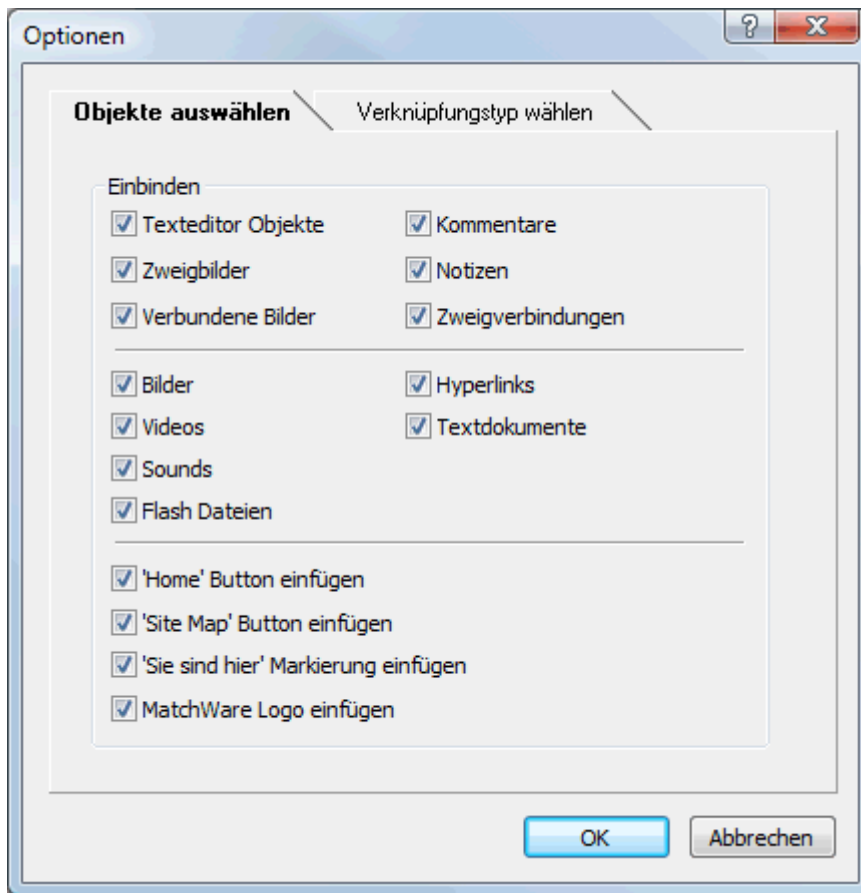 Optionen
?
Objekte auswählen Verknüpfungstyp wählen
Einbinden
Texteditor Objekte Kommentare
Zweigbilder Notizen
Verbundene Bilder Zweigverbindungen
Bilder Hyperlinks
Videos Textdokumente
Sounds
Flash Dateien
'Home' Button einfügen
'Site Map' Button einfügen
'Sie sind hier' Markierung einfügen
MatchWare Logo einfügen
OK Abbrechen